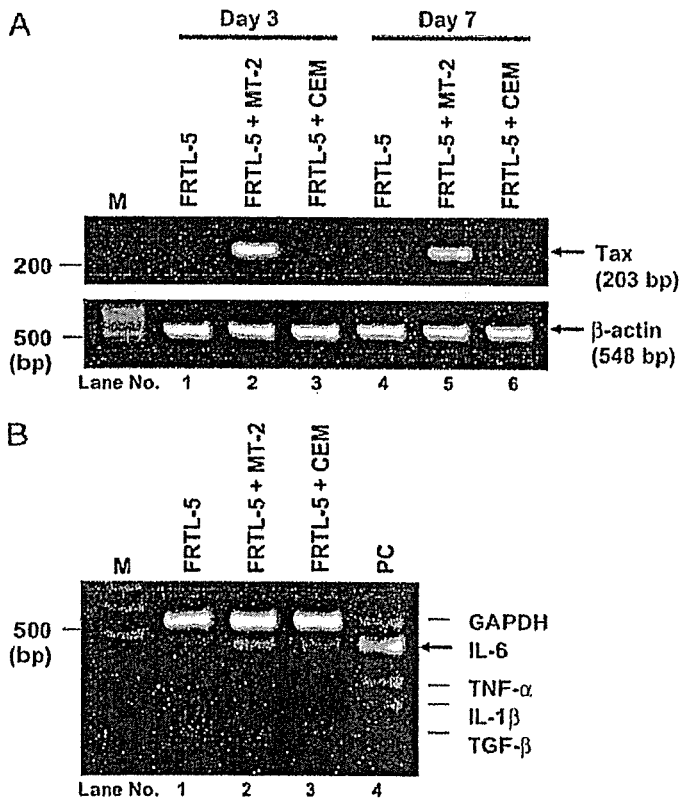 A
Day 3
Day 7
M
FRTL-5
FRTL-5 + MT-2
FRTL-5 + CEM
FRTL-5
FRTL-5 + MT-2
FRTL-5 + CEM
200
Tax
(203 bp)
500
(bp)
β-actin
(548 bp)
Lane No. 1 2 3 4 5 6
B
M
FRTL-5
FRTL-5 + MT-2
FRTL-5 + CEM
PC
500
(bp)
GAPDH
IL-6
TNF-α
IL-1β
TGF-β
Lane No. 1 2 3 4